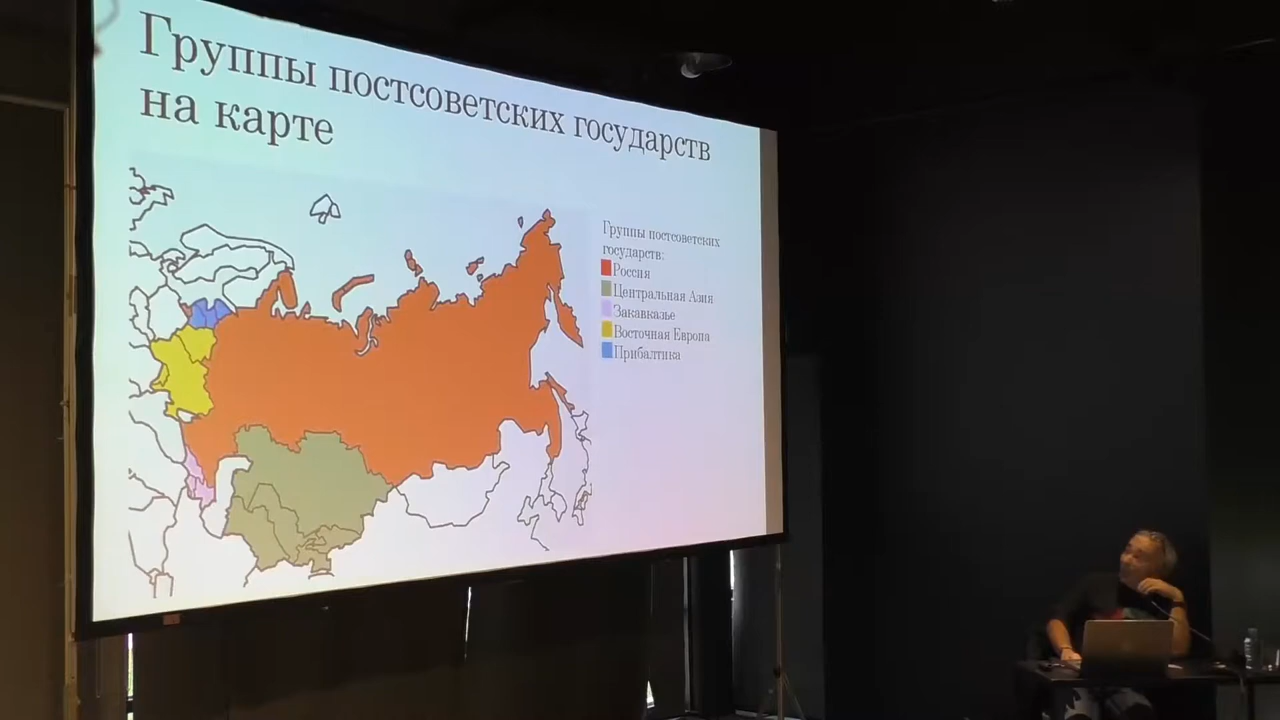 Группы постсоветских государств
на карте
Группы постсоветских
государств:
Россия
Центральная Азия
Закавказье
Восточная Европа
Прибалтика